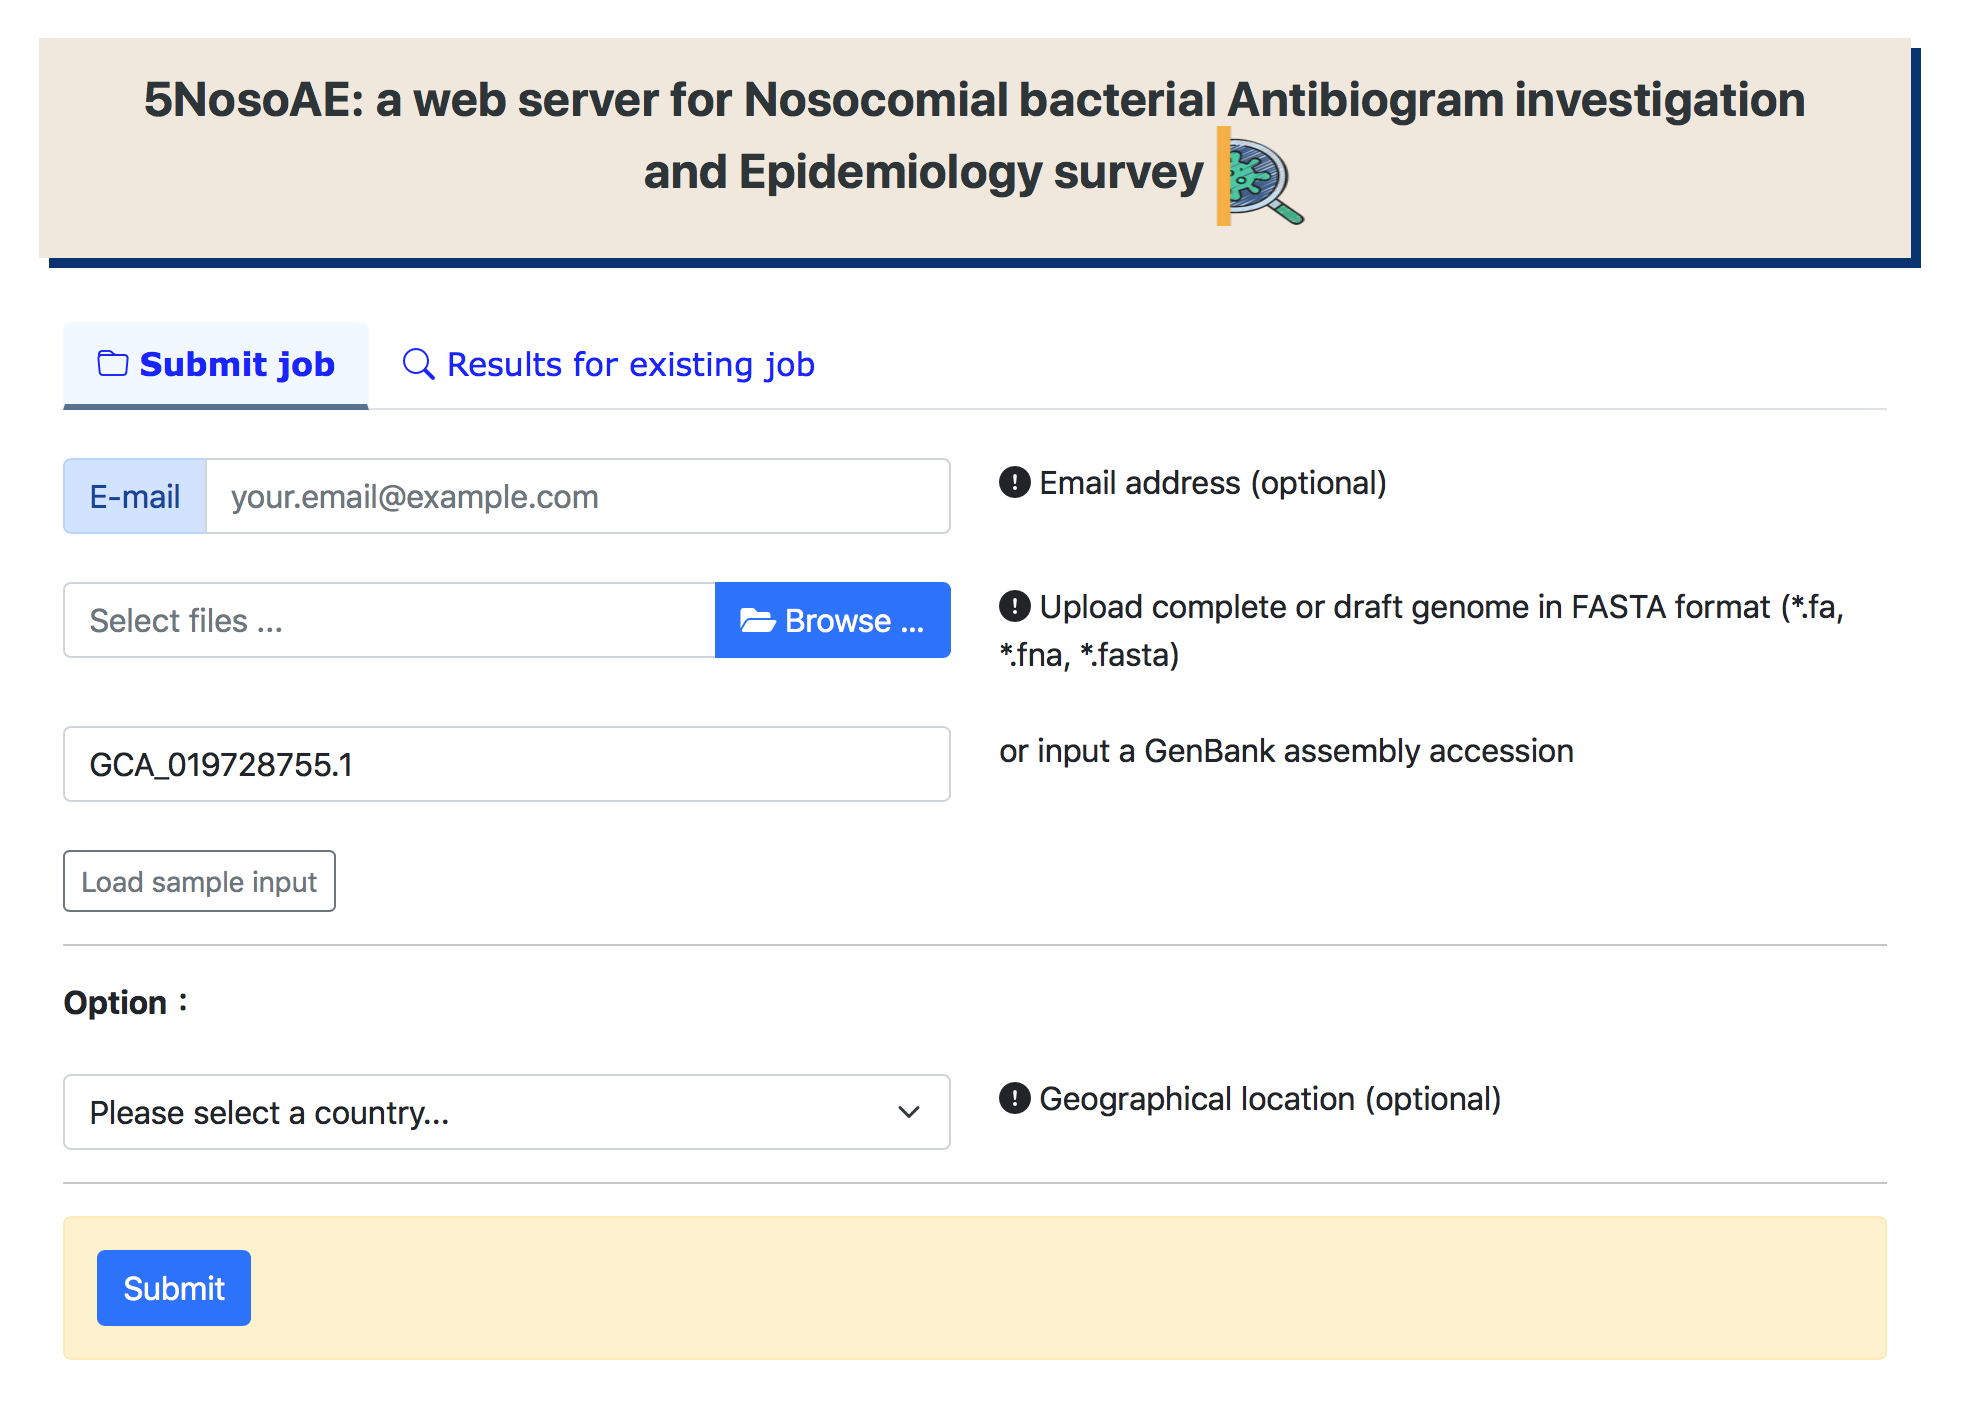 5NosoAE: a web server for Nosocomial bacterial Antibiogram investigation
and Epidemiology survey
Submit job
Results for existing job
E-mail
your.email@example.com
Email address (optional)
Select files ...
Browse ...
Upload complete or draft genome in FASTA format (*.fa,
*.fna, *.fasta)
GCA_019728755.1
or input a GenBank assembly accession
Load sample input
Option：
Please select a country...
Geographical location (optional)
Submit